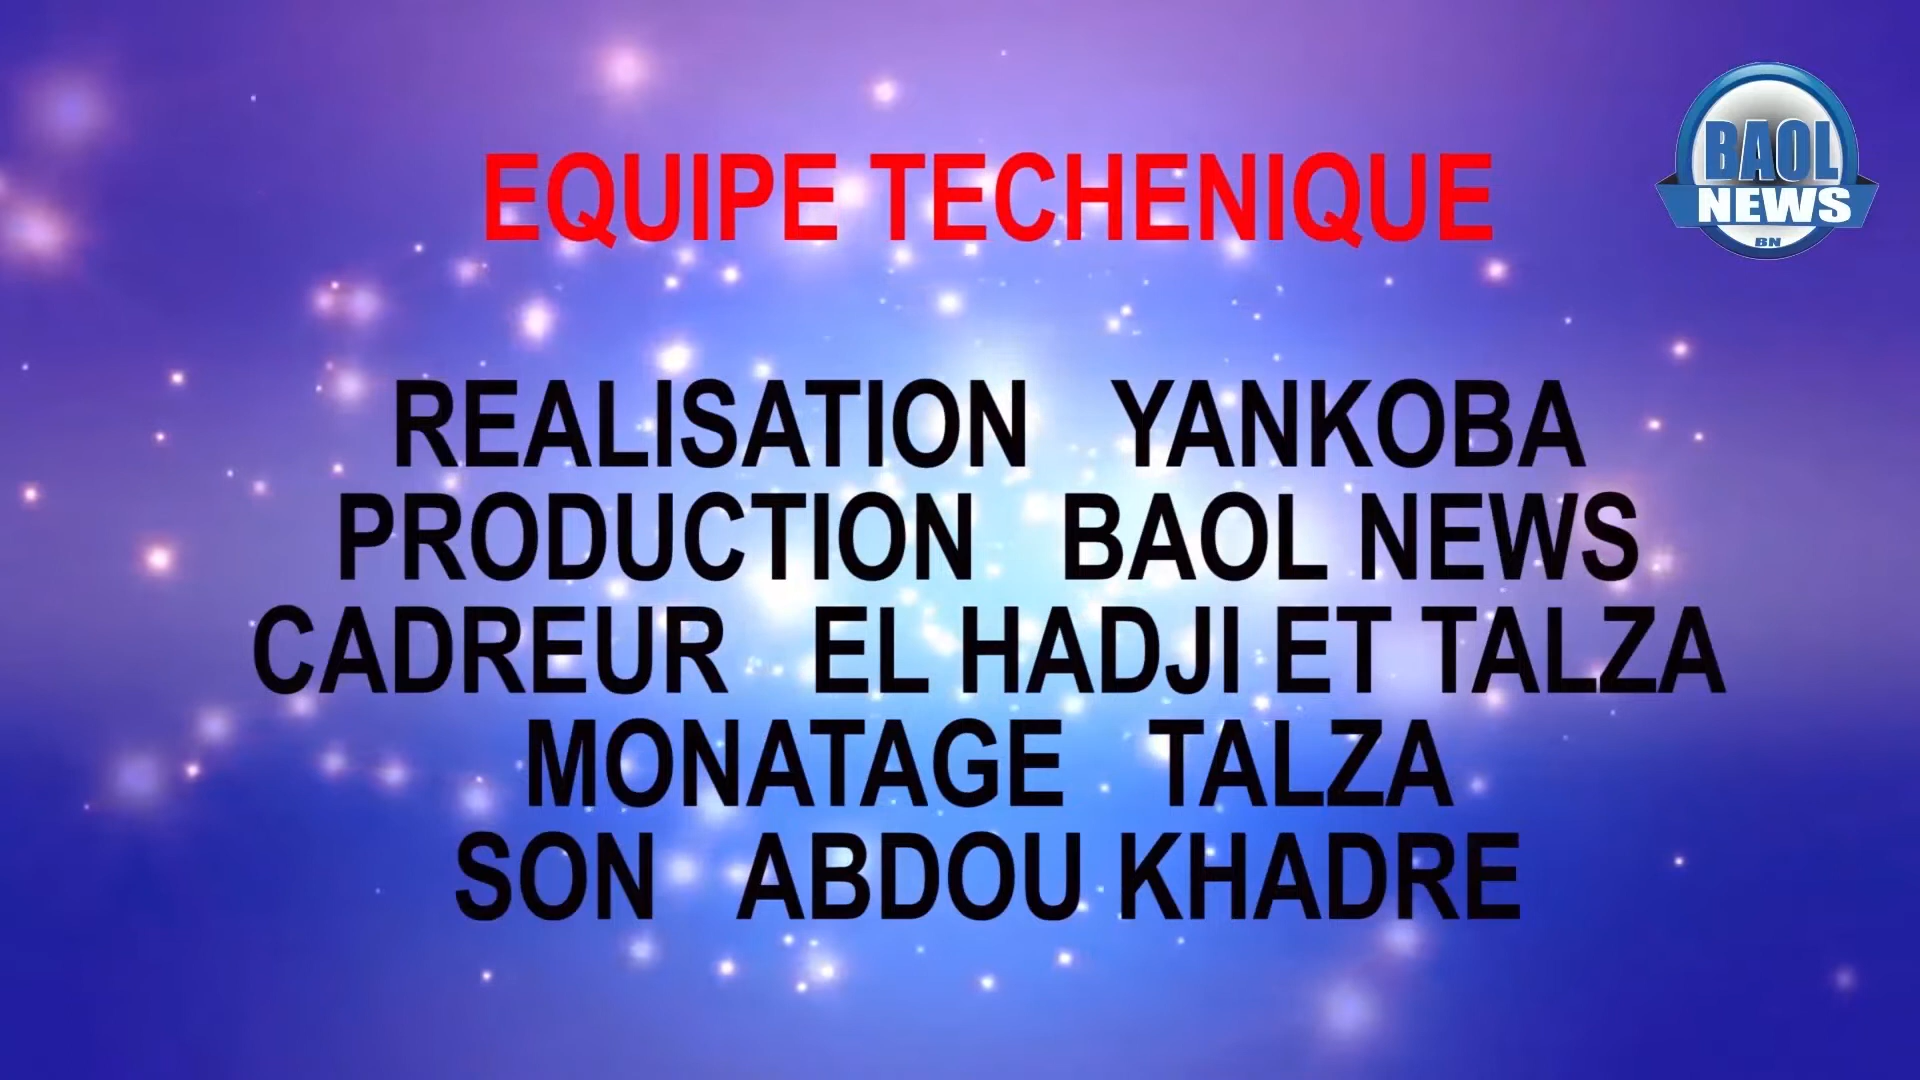 EQUIPE TECHENIQUE
BAOL
NEWS
BN
REALISATION YANKOBA
PRODUCTION BAOL NEWS
CADREUR EL HADJI ET TALZA
MONATAGE TALZA
SON ABDOU KHADRE